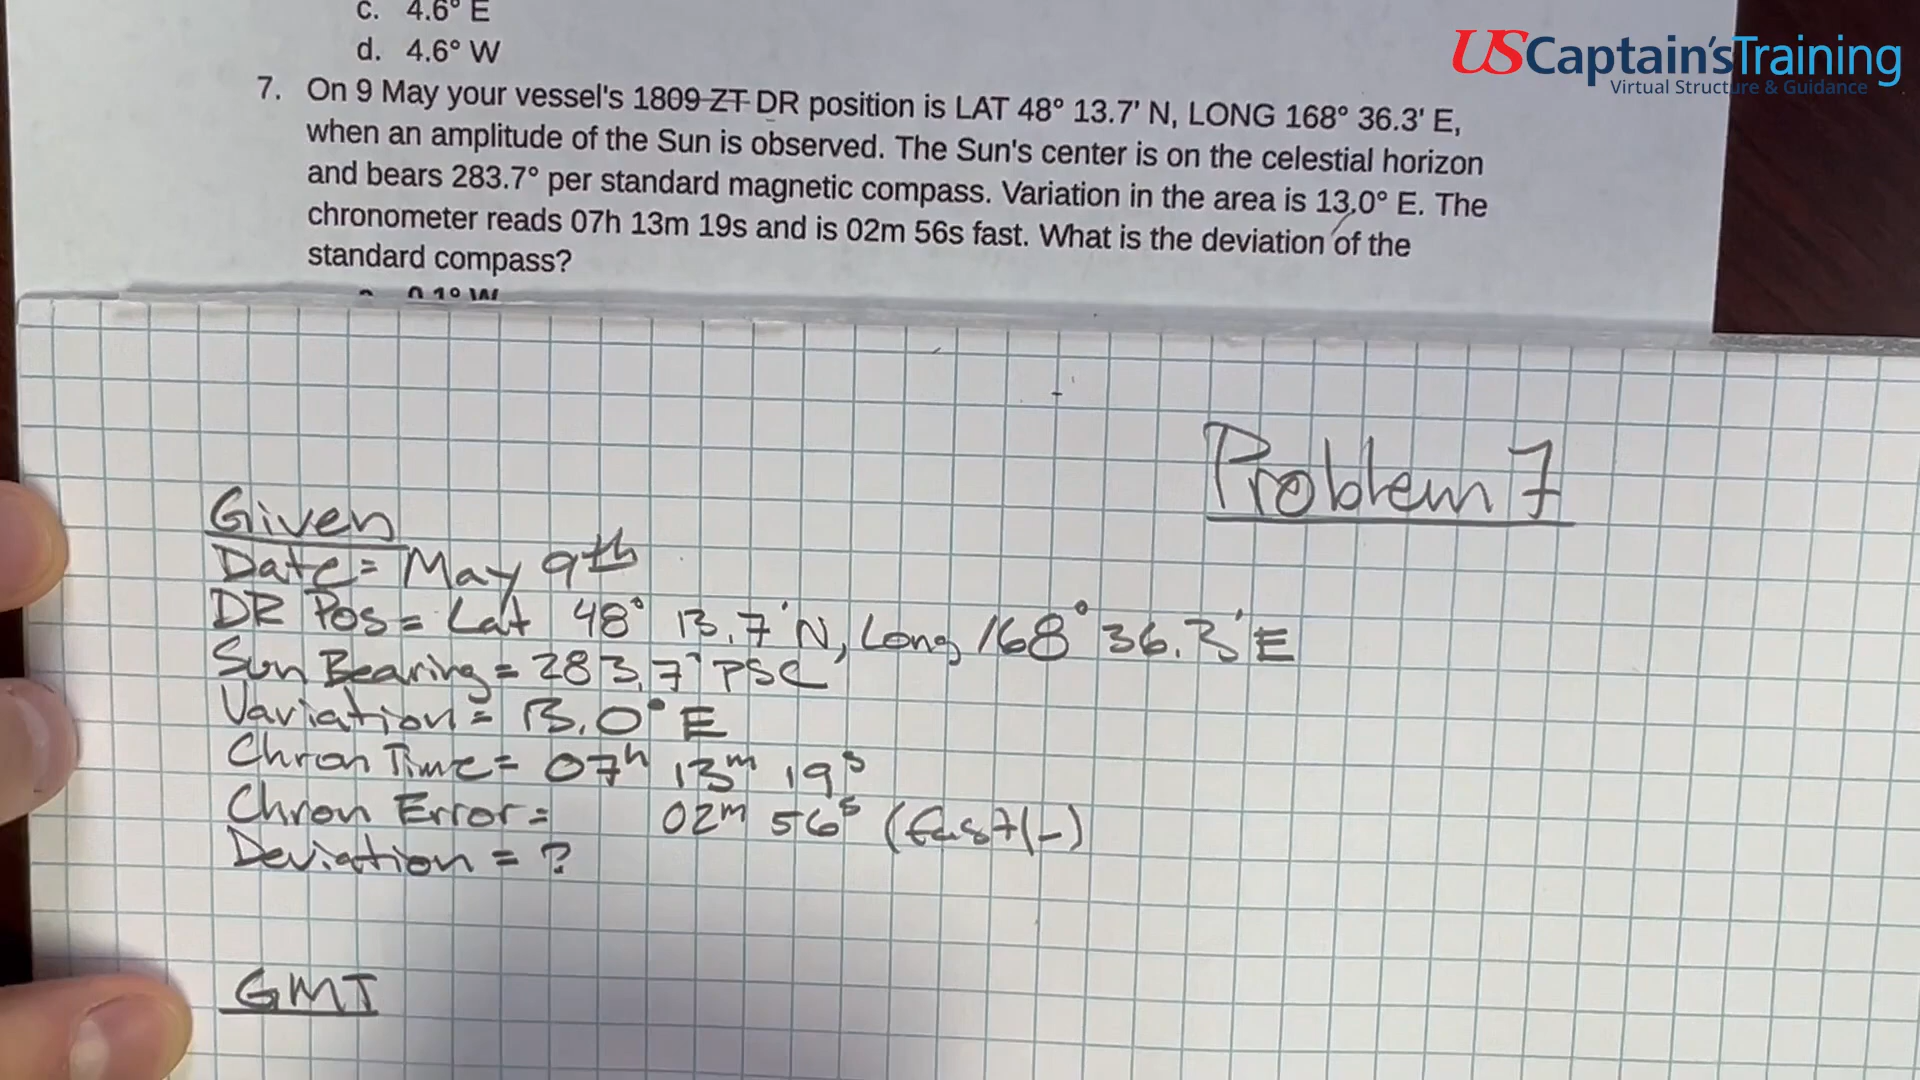 c. 4.6° E
d. 4.6° W
USCaptain'sTraining
Virtual Structure & Guidance
7. On 9 May your vessel's 1809 ZT DR position is LAT 48° 13.7' N, LONG 168° 36.3' E,
when an amplitude of the Sun is observed. The Sun's center is on the celestial horizon
and bears 283.7° per standard magnetic compass. Variation in the area is 13.0° E. The
chronometer reads 07h 13m 19s and is 02m 56s fast. What is the deviation of the
standard compass?
Problem 7
Given
Date = May 9th
DR Pos = Lat 48° 13.7' N, Long 168° 36.3' E
Sun Bearing = 283.7° PSC
Variation = 13.0° E
Chron Time = 07h 13m 19s
Chron Error = 02m 56s (fast/-)
Deviation = ?
GMT